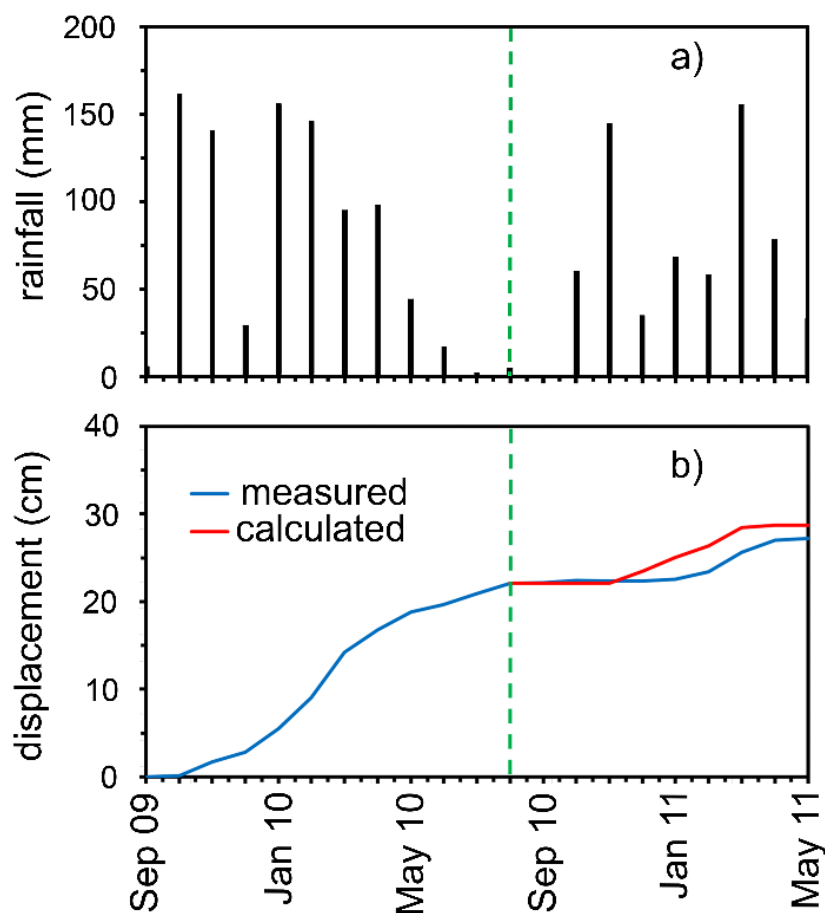 200
a)
150
100
50
0
rainfall (mm)
40
b)
30
20
10
0
displacement (cm)
measured
calculated
Sep 09
Jan 10
May 10
Sep 10
Jan 11
May 11